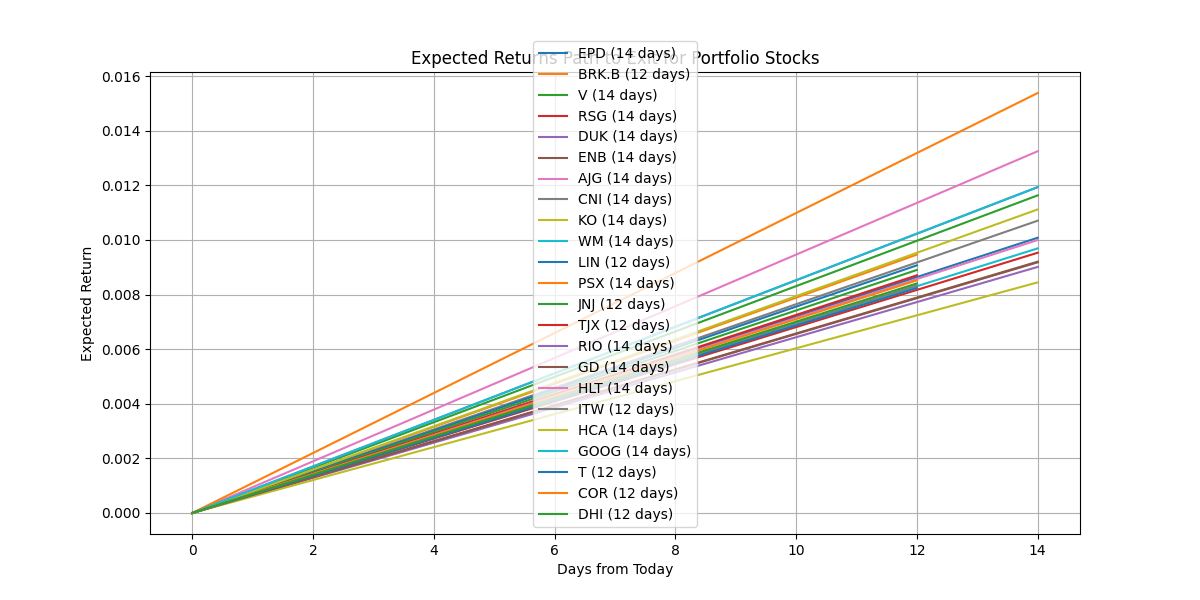 Expected Returns Path to Exit for Portfolio Stocks
EPD (14 days)
BRK.B (12 days)
V (14 days)
RSG (14 days)
DUK (14 days)
ENB (14 days)
AJG (14 days)
CNI (14 days)
KO (14 days)
WM (14 days)
LIN (12 days)
PSX (14 days)
JNJ (12 days)
TJX (12 days)
RIO (14 days)
GD (14 days)
HLT (14 days)
ITW (12 days)
HCA (14 days)
GOOG (14 days)
T (12 days)
COR (12 days)
DHI (12 days)
Expected Return
0.016
0.014
0.012
0.010
0.008
0.006
0.004
0.002
0.000
0 2 4 6 8 10 12 14
Days from Today